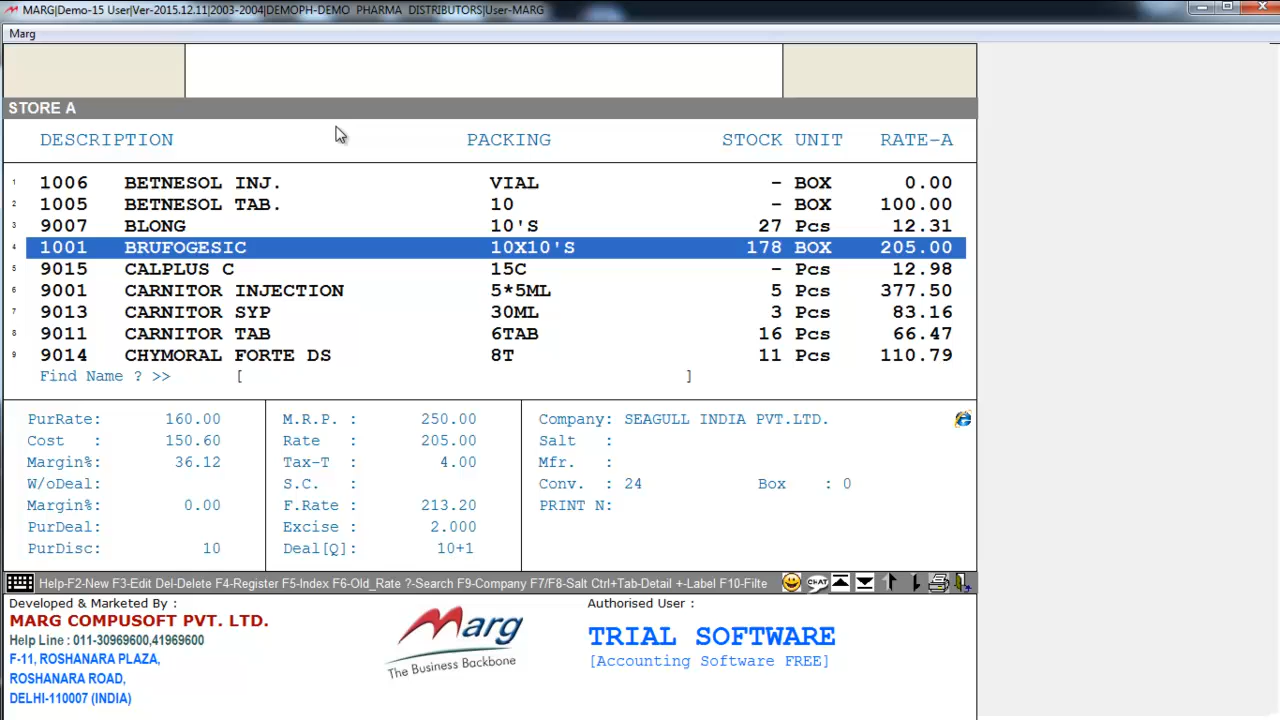 MARG|Demo-15 User|Ver-2015.12.11|2003-2004|DEMOPH-DEMO PHARMA DISTRIBUTORS|User-MARG
Marg
STORE A
DESCRIPTION PACKING STOCK UNIT RATE-A
1 1006 BETNESOL INJ. VIAL - BOX 0.00
2 1005 BETNESOL TAB. 10 - BOX 100.00
3 9007 BLONG 10'S 27 Pcs 12.31
4 1001 BRUFOGESIC 10X10'S 178 BOX 205.00
5 9015 CALPLUS C 15C - Pcs 12.98
6 9001 CARNITOR INJECTION 5*5ML 5 Pcs 377.50
7 9013 CARNITOR SYP 30ML 3 Pcs 83.16
8 9011 CARNITOR TAB 6TAB 16 Pcs 66.47
9 9014 CHYMORAL FORTE DS 8T 11 Pcs 110.79
Find Name ? >> [ ]
PurRate: 160.00 M.R.P. : 250.00 Company: SEAGULL INDIA PVT.LTD.
Cost : 150.60 Rate : 205.00 Salt :
Margin%: 36.12 Tax-T : 4.00 Mfr. :
W/oDeal: S.C. : Conv. : 24 Box : 0
Margin%: 0.00 F.Rate : 213.20 PRINT N:
PurDeal: Excise : 2.000
PurDisc: 10 Deal[Q]: 10+1
Help-F2-New F3-Edit Del-Delete F4-Register F5-Index F6-Old_Rate ?-Search F9-Company F7/F8-Salt Ctrl+Tab-Detail +-Label F10-Filte
CHAT
Developed & Marketed By :
MARG COMPUSOFT PVT. LTD.
Help Line : 011-30969600,41969600
F-11, ROSHANARA PLAZA,
ROSHANARA ROAD,
DELHI-110007 (INDIA)
Marg
The Business Backbone
Authorised User :
TRIAL SOFTWARE
[Accounting Software FREE]